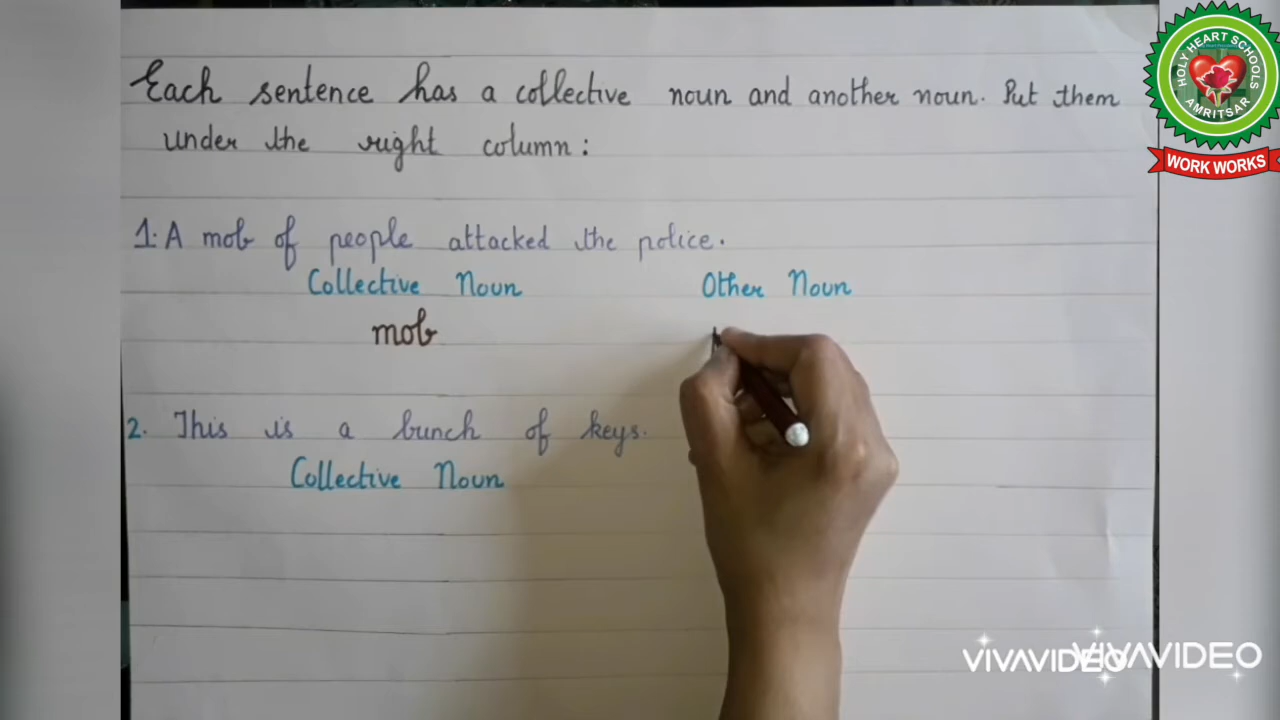 Each sentence has a collective noun and another noun. Put them
under the right column:
1. A mob of people attacked the police.
Collective Noun Other Noun
mob
2. This is a bunch of keys.
Collective Noun
HOLY HEART SCHOOLS
AMRITSAR
WORK WORKS
VIVAVIDEO
VIVAVIDEO